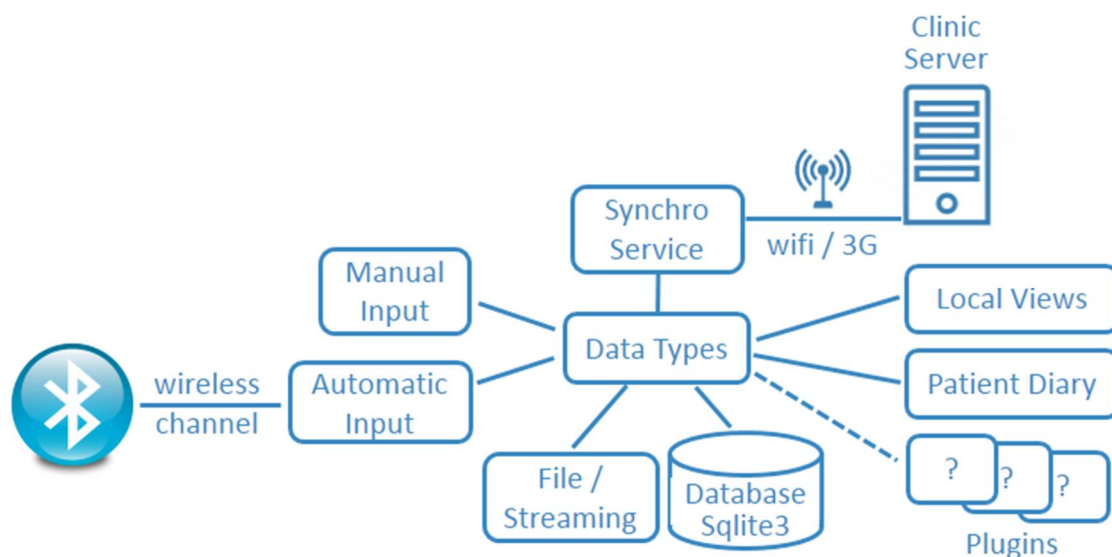 Clinic
Server
Synchro
Service
wifi / 3G
Manual
Input
Data Types
Local Views
wireless
channel
Automatic
Input
Patient Diary
File /
Streaming
Database
Sqlite3
?
?
?
Plugins